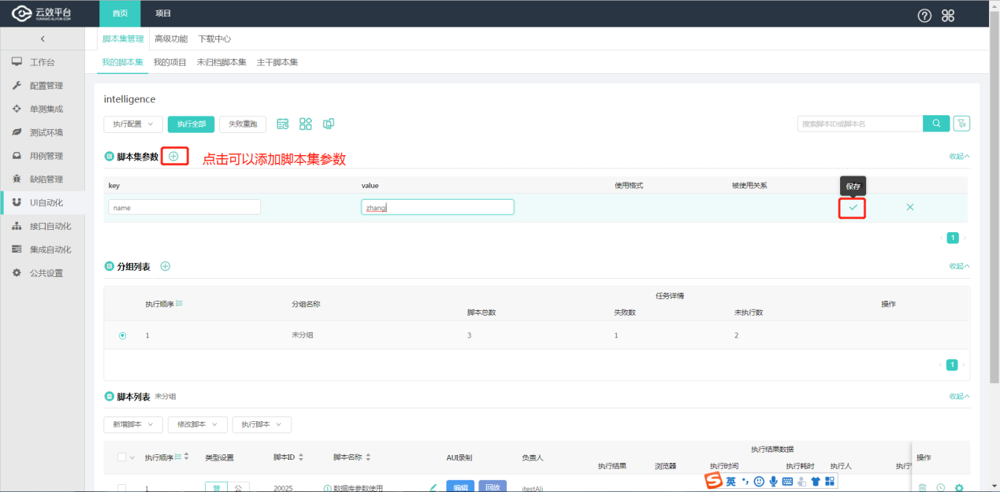 云效平台 首页 项目
YUNXIAO.ALIYUN.COM
脚本集管理 高级功能 下载中心
我的脚本集 我的项目 未归档脚本集 主干脚本集
工作台
配置管理
单测集成
测试环境
用例管理
缺陷管理
UI自动化
接口自动化
集成自动化
公共设置
intelligence
执行配置 执行全部 失败重跑 搜索脚本ID或脚本名
脚本集参数 点击可以添加脚本集参数 收起
key value 使用格式 被使用关系 保存
name zhang
1
分组列表 收起
执行顺序 分组名称 任务详情 操作
脚本总数 失败数 未执行数
1 未分组 3 1 2
1
脚本列表 未分组 收起
新增脚本 修改脚本 执行脚本
执行顺序 类型设置 脚本ID 脚本名称 AUI录制 负责人 执行结果数据 操作
执行结果 浏览器 执行时间 执行耗时 执行人
英
1 普 公 20025 数据库参数使用 编辑 回放 itestAli